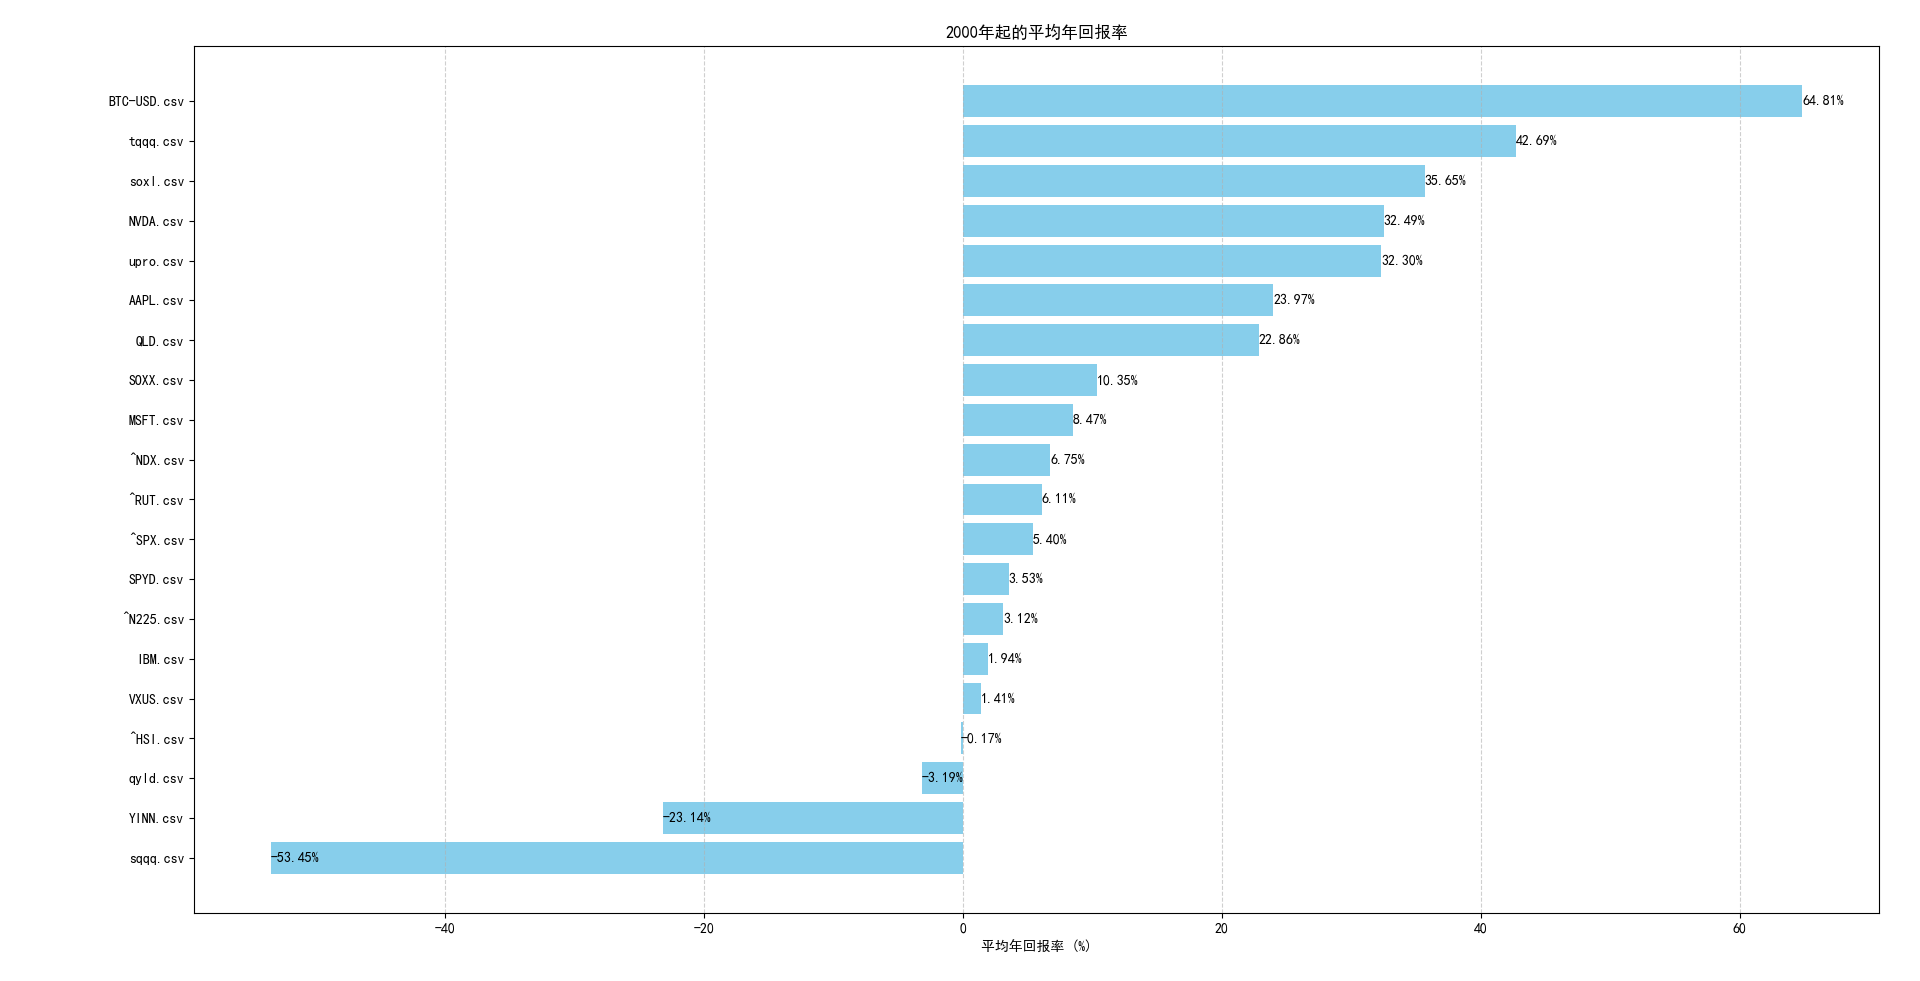 2000年起的平均年回报率
BTC-USD.csv 64.81%
tqqq.csv 42.69%
soxl.csv 35.65%
NVDA.csv 32.49%
upro.csv 32.30%
AAPL.csv 23.97%
QLD.csv 22.86%
SOXX.csv 10.35%
MSFT.csv 8.47%
^NDX.csv 6.75%
^RUT.csv 6.11%
^SPX.csv 5.40%
SPYD.csv 3.53%
^N225.csv 3.12%
IBM.csv 1.94%
VXUS.csv 1.41%
^HSI.csv -0.17%
qyld.csv -3.19%
YINN.csv -23.14%
sqqq.csv -53.45%
-40 -20 0 20 40 60
平均年回报率 (%)